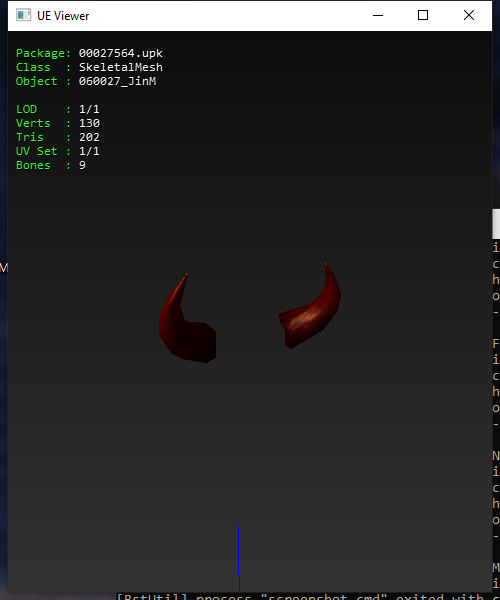 UE Viewer
Package: 00027564.upk
Class  : SkeletalMesh
Object : 060027_JinM
LOD    : 1/1
Verts  : 130
Tris   : 202
UV Set : 1/1
Bones  : 9
M
i
c
h
o
-
F
i
c
h
o
-
N
i
c
h
o
-
M
i
[BstUtil] process "screenshot.cmd" exited with c